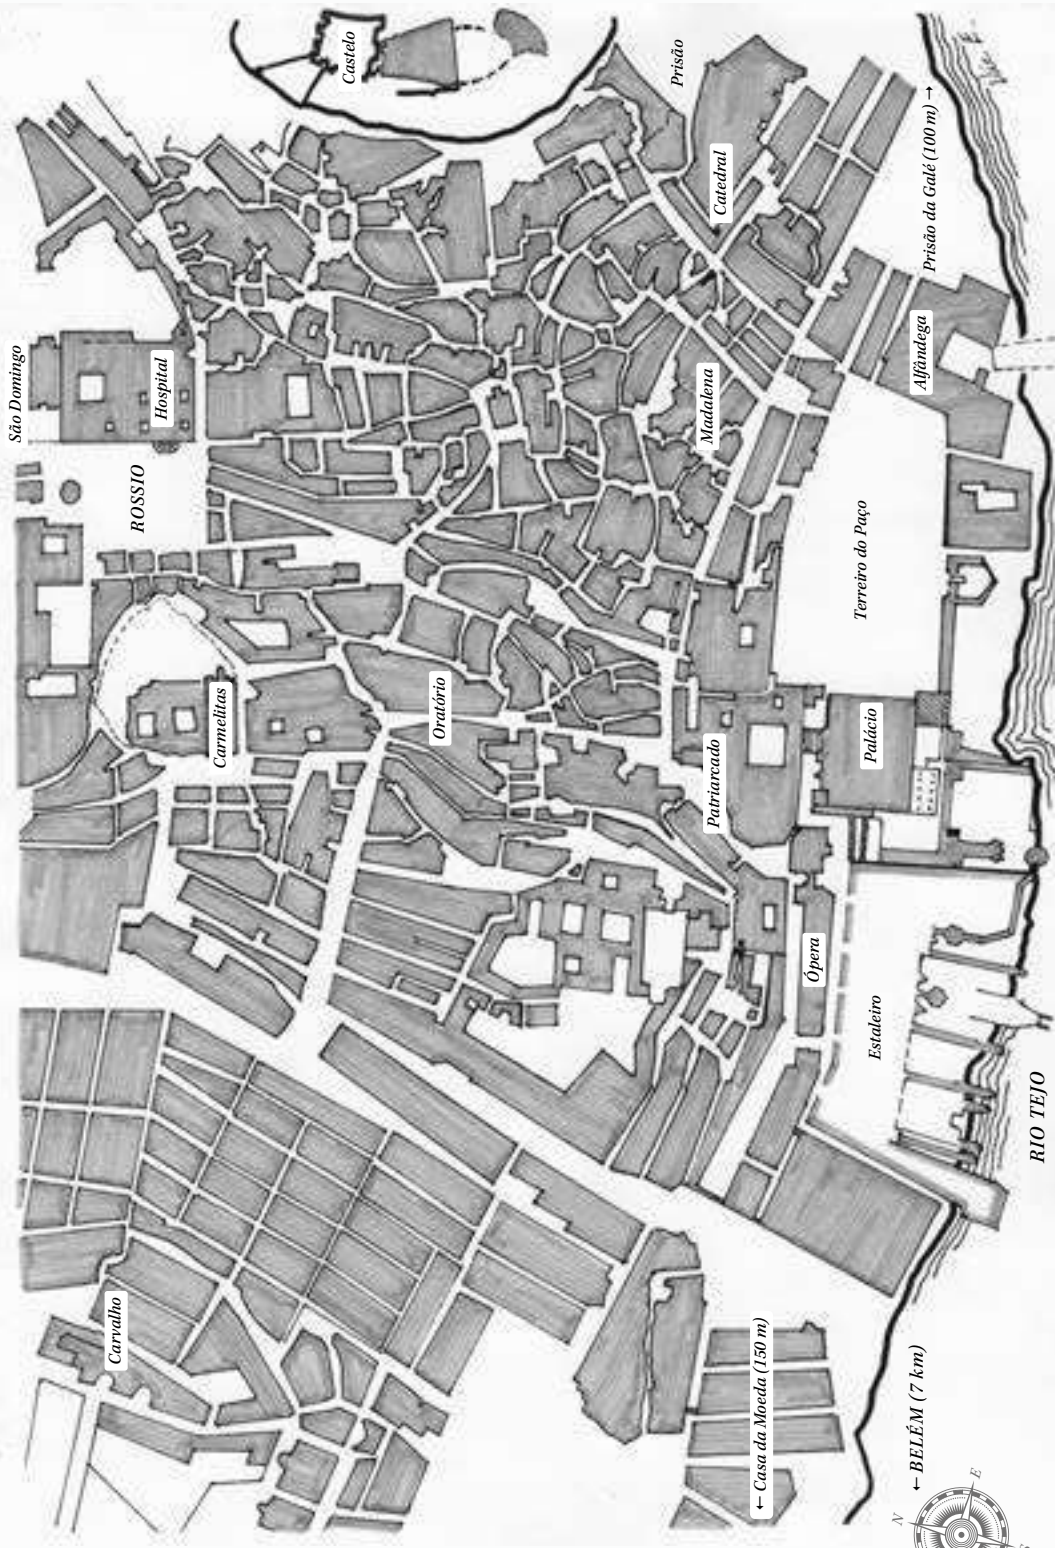 Castelo
Prisão
Catedral
Prisão da Galé (100 m) →
São Domingo
Hospital
ROSSIO
Madalena
Alfândega
Terreiro do Paço
Carmelitas
Oratório
Patriarcado
Palácio
Ópera
Estaleiro
RIO TEJO
Carvalho
← Casa da Moeda (150 m)
← BELÉM (7 km)
N
E